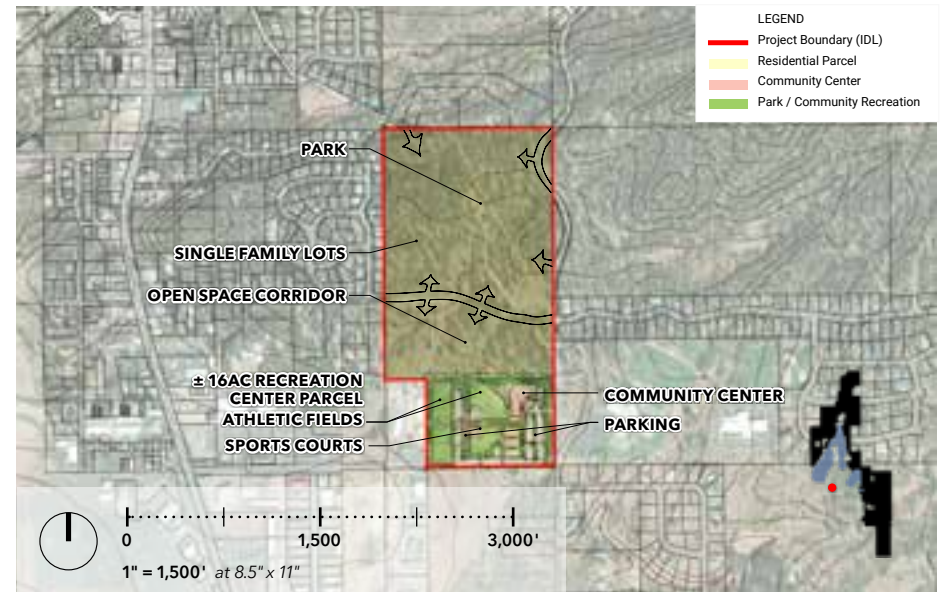 LEGEND
Project Boundary (IDL)
Residential Parcel
Community Center
Park / Community Recreation
PARK
SINGLE FAMILY LOTS
OPEN SPACE CORRIDOR
± 16AC RECREATION
CENTER PARCEL
ATHLETIC FIELDS
SPORTS COURTS
COMMUNITY CENTER
PARKING
0 1,500 3,000'
1" = 1,500' at 8.5" x 11"